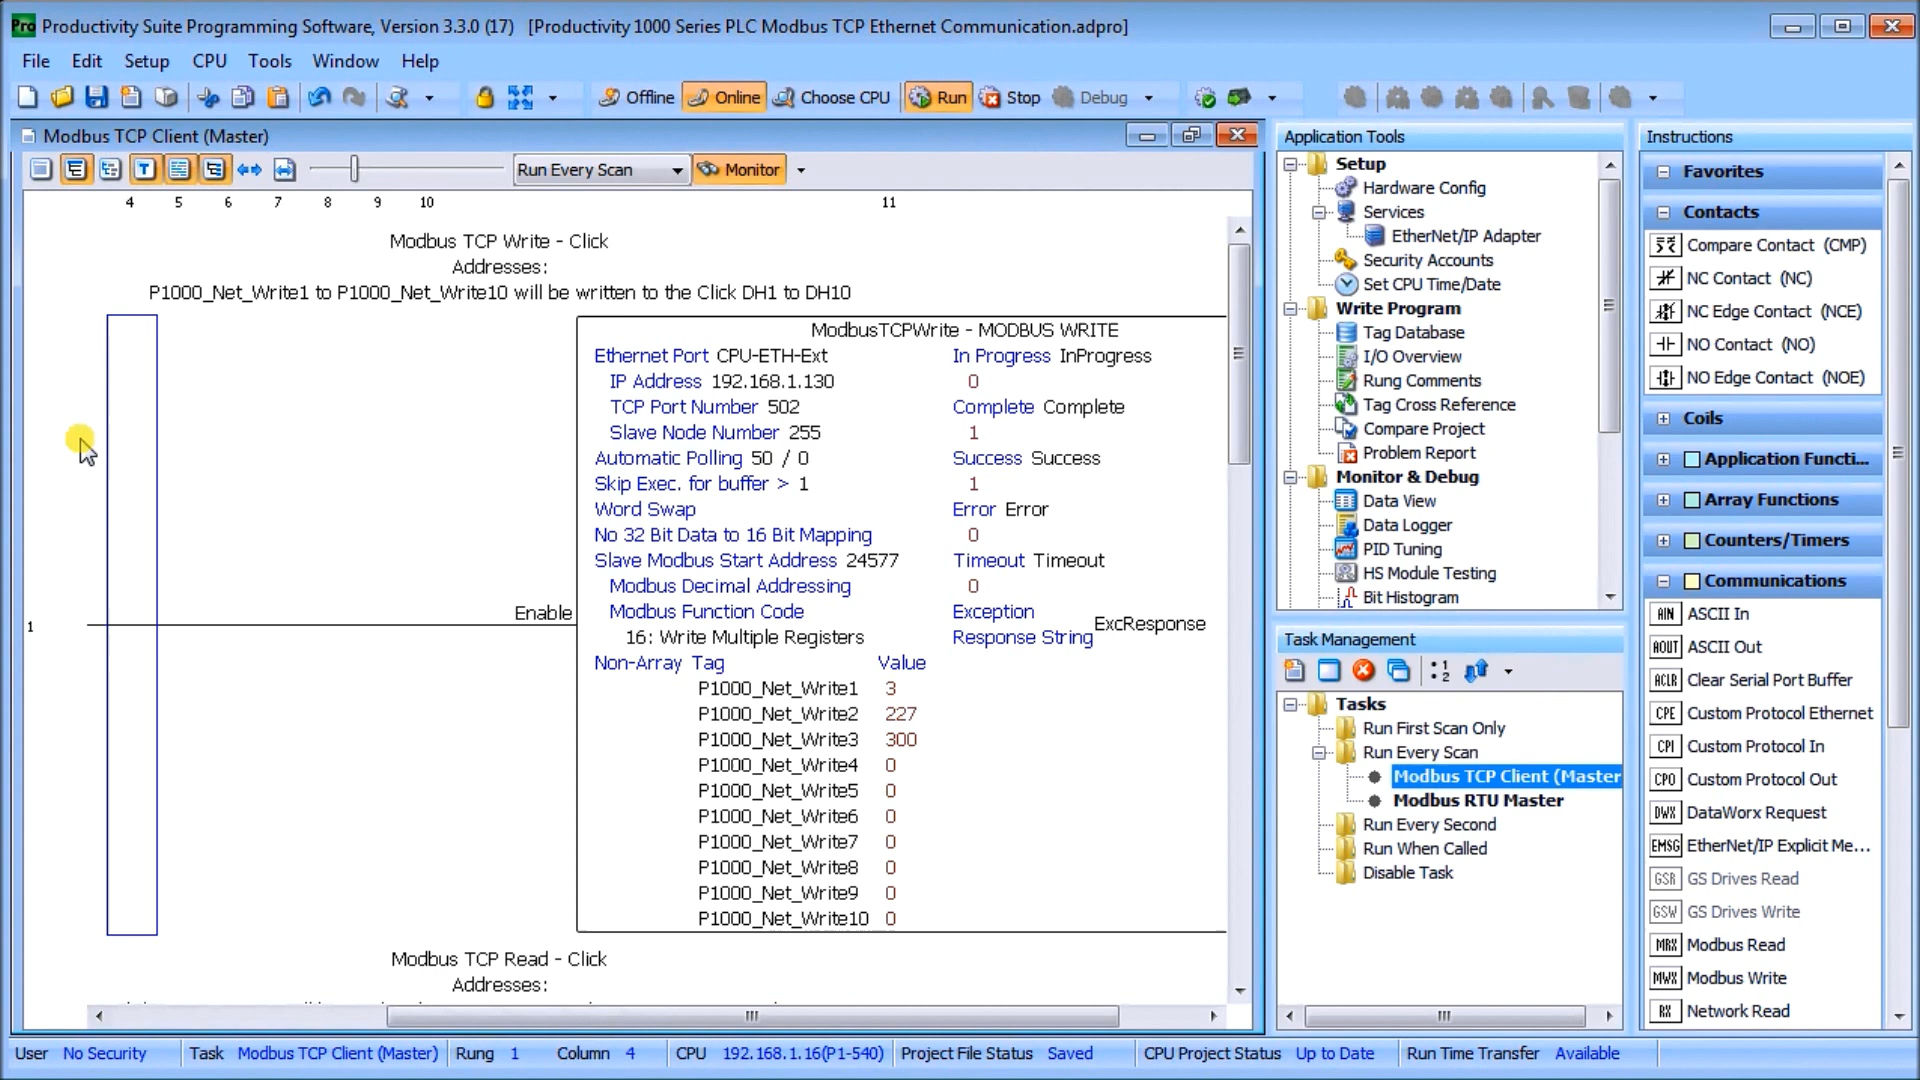 Pro Productivity Suite Programming Software, Version 3.3.0 (17) [Productivity 1000 Series PLC Modbus TCP Ethernet Communication.adpro]
File Edit Setup CPU Tools Window Help
Offline Online Choose CPU Run Stop Debug
Modbus TCP Client (Master)
T Run Every Scan Monitor
4 5 6 7 8 9 10 11
Modbus TCP Write - Click
Addresses:
P1000_Net_Write1 to P1000_Net_Write10 will be written to the Click DH1 to DH10
ModbusTCPWrite - MODBUS WRITE
Ethernet Port CPU-ETH-Ext In Progress InProgress
IP Address 192.168.1.130 0
TCP Port Number 502 Complete Complete
Slave Node Number 255 1
Automatic Polling 50 / 0 Success Success
Skip Exec. for buffer > 1 1
Word Swap Error Error
No 32 Bit Data to 16 Bit Mapping 0
Slave Modbus Start Address 24577 Timeout Timeout
Modbus Decimal Addressing 0
1 Enable Modbus Function Code Exception
16: Write Multiple Registers Response String ExcResponse
Non-Array Tag Value
P1000_Net_Write1 3
P1000_Net_Write2 227
P1000_Net_Write3 300
P1000_Net_Write4 0
P1000_Net_Write5 0
P1000_Net_Write6 0
P1000_Net_Write7 0
P1000_Net_Write8 0
P1000_Net_Write9 0
P1000_Net_Write10 0
Modbus TCP Read - Click
Addresses:
Application Tools
Setup
Hardware Config
Services
EtherNet/IP Adapter
Security Accounts
Set CPU Time/Date
Write Program
Tag Database
I/O Overview
Rung Comments
Tag Cross Reference
Compare Project
Problem Report
Monitor & Debug
Data View
Data Logger
PID Tuning
HS Module Testing
Bit Histogram
Task Management
Tasks
Run First Scan Only
Run Every Scan
Modbus TCP Client (Master
Modbus RTU Master
Run Every Second
Run When Called
Disable Task
Instructions
Favorites
Contacts
Compare Contact (CMP)
NC Contact (NC)
NC Edge Contact (NCE)
NO Contact (NO)
NO Edge Contact (NOE)
Coils
Application Functi...
Array Functions
Counters/Timers
Communications
AIN ASCII In
AOUT ASCII Out
ACLR Clear Serial Port Buffer
CPE Custom Protocol Ethernet
CPI Custom Protocol In
CPO Custom Protocol Out
DWX DataWorx Request
EMSG EtherNet/IP Explicit Me...
GSR GS Drives Read
GSW GS Drives Write
MRX Modbus Read
MWX Modbus Write
RX Network Read
User No Security Task Modbus TCP Client (Master) Rung 1 Column 4 CPU 192.168.1.16(P1-540) Project File Status Saved CPU Project Status Up to Date Run Time Transfer Available